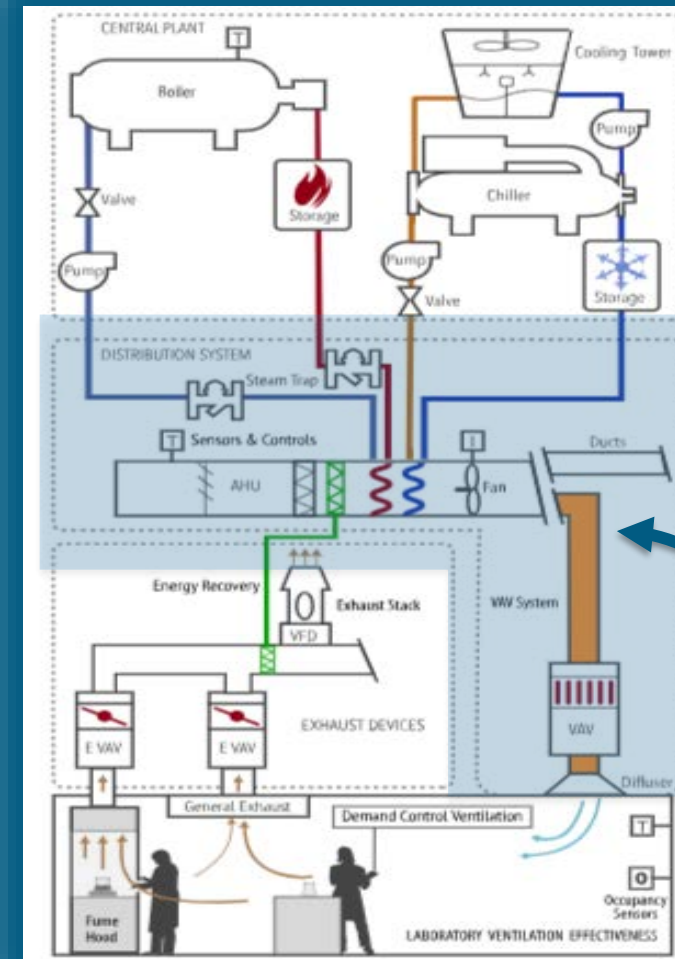 CENTRAL PLANT
T
Boiler
Cooling Tower
Pump
Valve
Storage
Chiller
Pump
Pump
Valve
Storage
DISTRIBUTION SYSTEM
Steam Trap
T
Sensors & Controls
AHU
Fan
Ducts
Energy Recovery
Exhaust Stack
VFD
VAV System
E VAV
E VAV
EXHAUST DEVICES
VAV
Diffuser
General Exhaust
Demand Control Ventilation
T
O
Occupancy
Sensors
Fume
Hood
LABORATORY VENTILATION EFFECTIVENESS